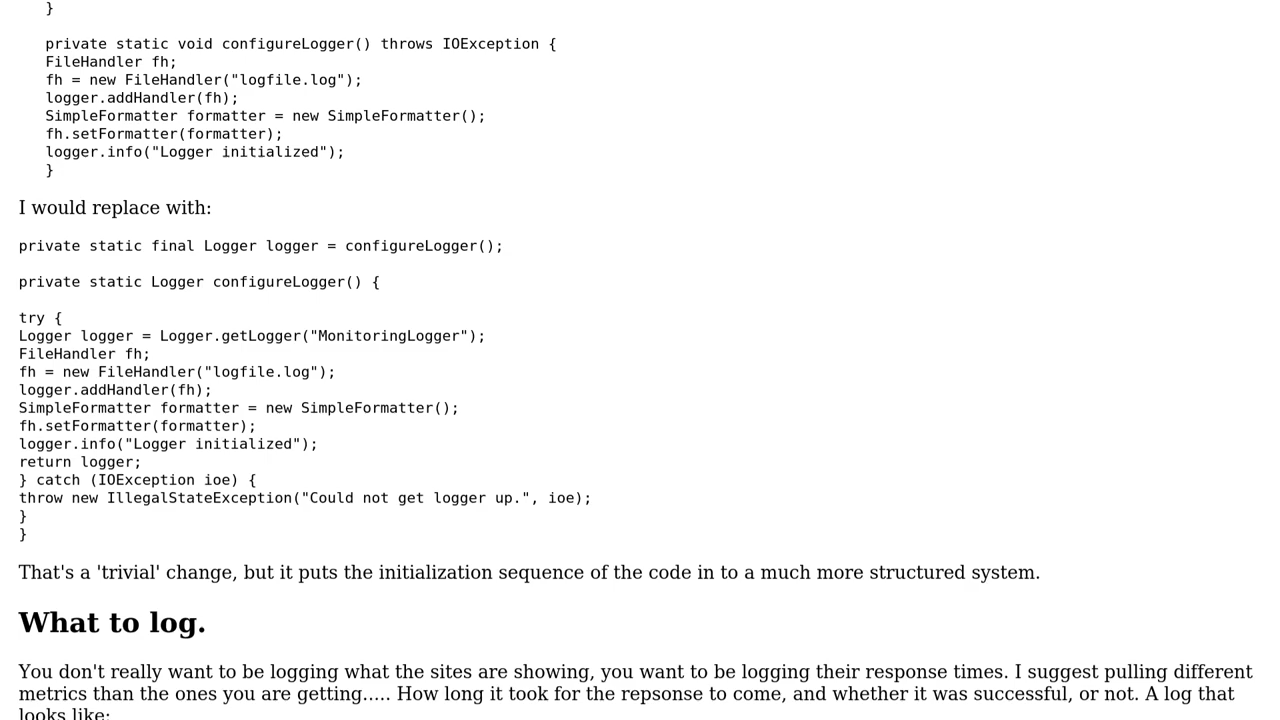 }
private static void configureLogger() throws IOException {
FileHandler fh;
fh = new FileHandler("logfile.log");
logger.addHandler(fh);
SimpleFormatter formatter = new SimpleFormatter();
fh.setFormatter(formatter);
logger.info("Logger initialized");
}
I would replace with:
private static final Logger logger = configureLogger();
private static Logger configureLogger() {
try {
Logger logger = Logger.getLogger("MonitoringLogger");
FileHandler fh;
fh = new FileHandler("logfile.log");
logger.addHandler(fh);
SimpleFormatter formatter = new SimpleFormatter();
fh.setFormatter(formatter);
logger.info("Logger initialized");
return logger;
} catch (IOException ioe) {
throw new IllegalStateException("Could not get logger up.", ioe);
}
}
That's a 'trivial' change, but it puts the initialization sequence of the code in to a much more structured system.
What to log.
You don't really want to be logging what the sites are showing, you want to be logging their response times. I suggest pulling different
metrics than the ones you are getting..... How long it took for the repsonse to come, and whether it was successful, or not. A log that
looks like: